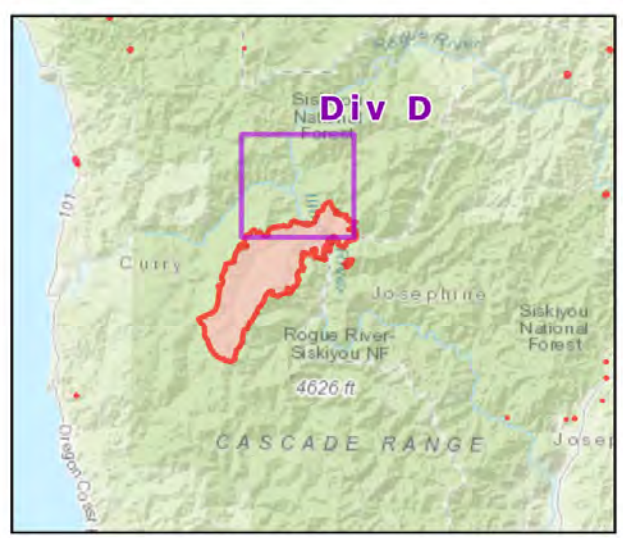 Rogue River
Siskiyou
National
Forest
Div D
101
Curry
River
Josephine
Siskiyou
National
Forest
Rogue River-
Siskiyou NF
4626 ft
CASCADE RANGE
Josep
Oregon Coast